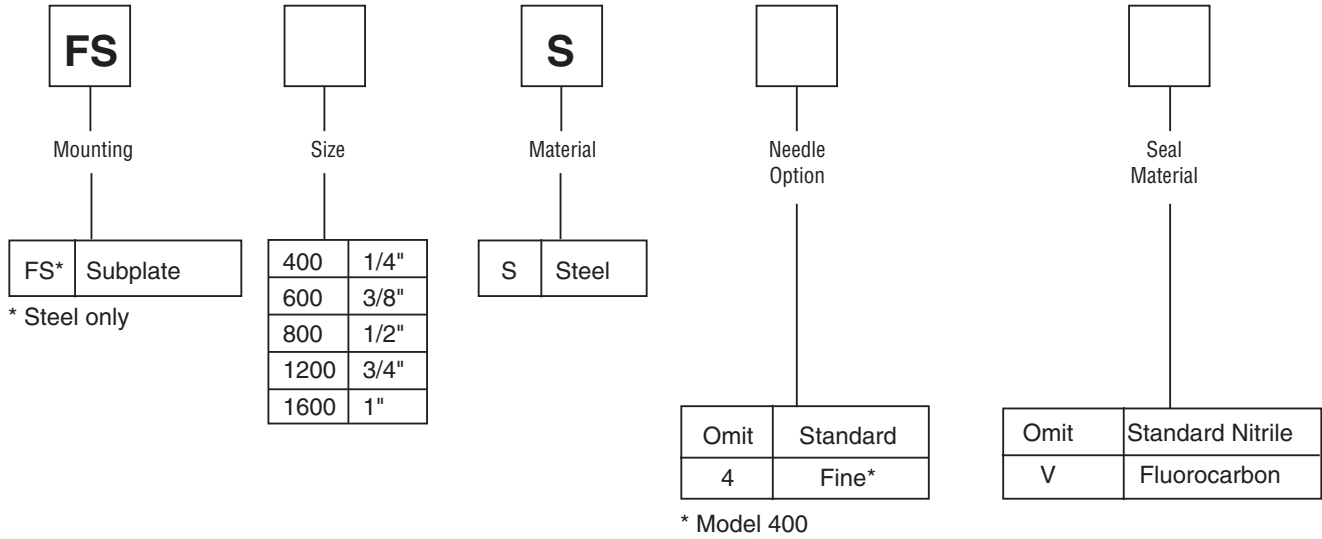 FS
S
Mounting
Size
Material
Needle
Option
Seal
Material
FS* Subplate
* Steel only
400 1/4"
600 3/8"
800 1/2"
1200 3/4"
1600 1"
S Steel
Omit Standard
4 Fine*
* Model 400
Omit Standard Nitrile
V Fluorocarbon